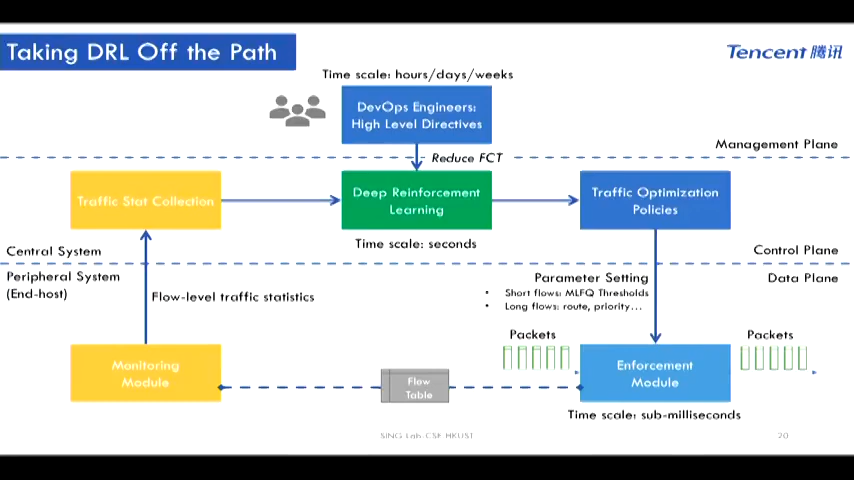 Taking DRL Off the Path
Tencent 腾讯
Time scale: hours/days/weeks
DevOps Engineers:
High Level Directives
Management Plane
Reduce FCT
Traffic Stat Collection
Deep Reinforcement
Learning
Traffic Optimization
Policies
Time scale: seconds
Central System
Control Plane
Peripheral System
(End-host)
Data Plane
Flow-level traffic statistics
Parameter Setting
• Short flows: MLFQ Thresholds
• Long flows: route, priority...
Packets
Packets
Monitoring
Module
Flow
Table
Enforcement
Module
Time scale: sub-milliseconds
SING Lab, CSE HKUST
20